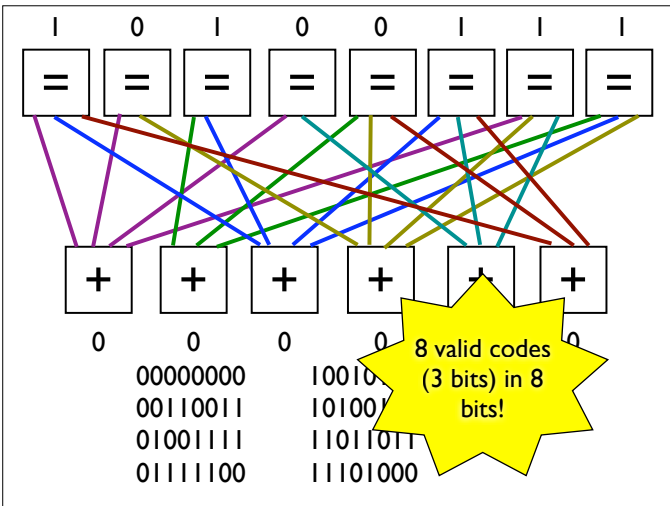 1 0 1 0 0 1 1 1
= = = = = = = =
+ + + + + +
0 0 0 0 0
00000000
00110011
01001111
01111100
11011011
11101000
8 valid codes
(3 bits) in 8
bits!